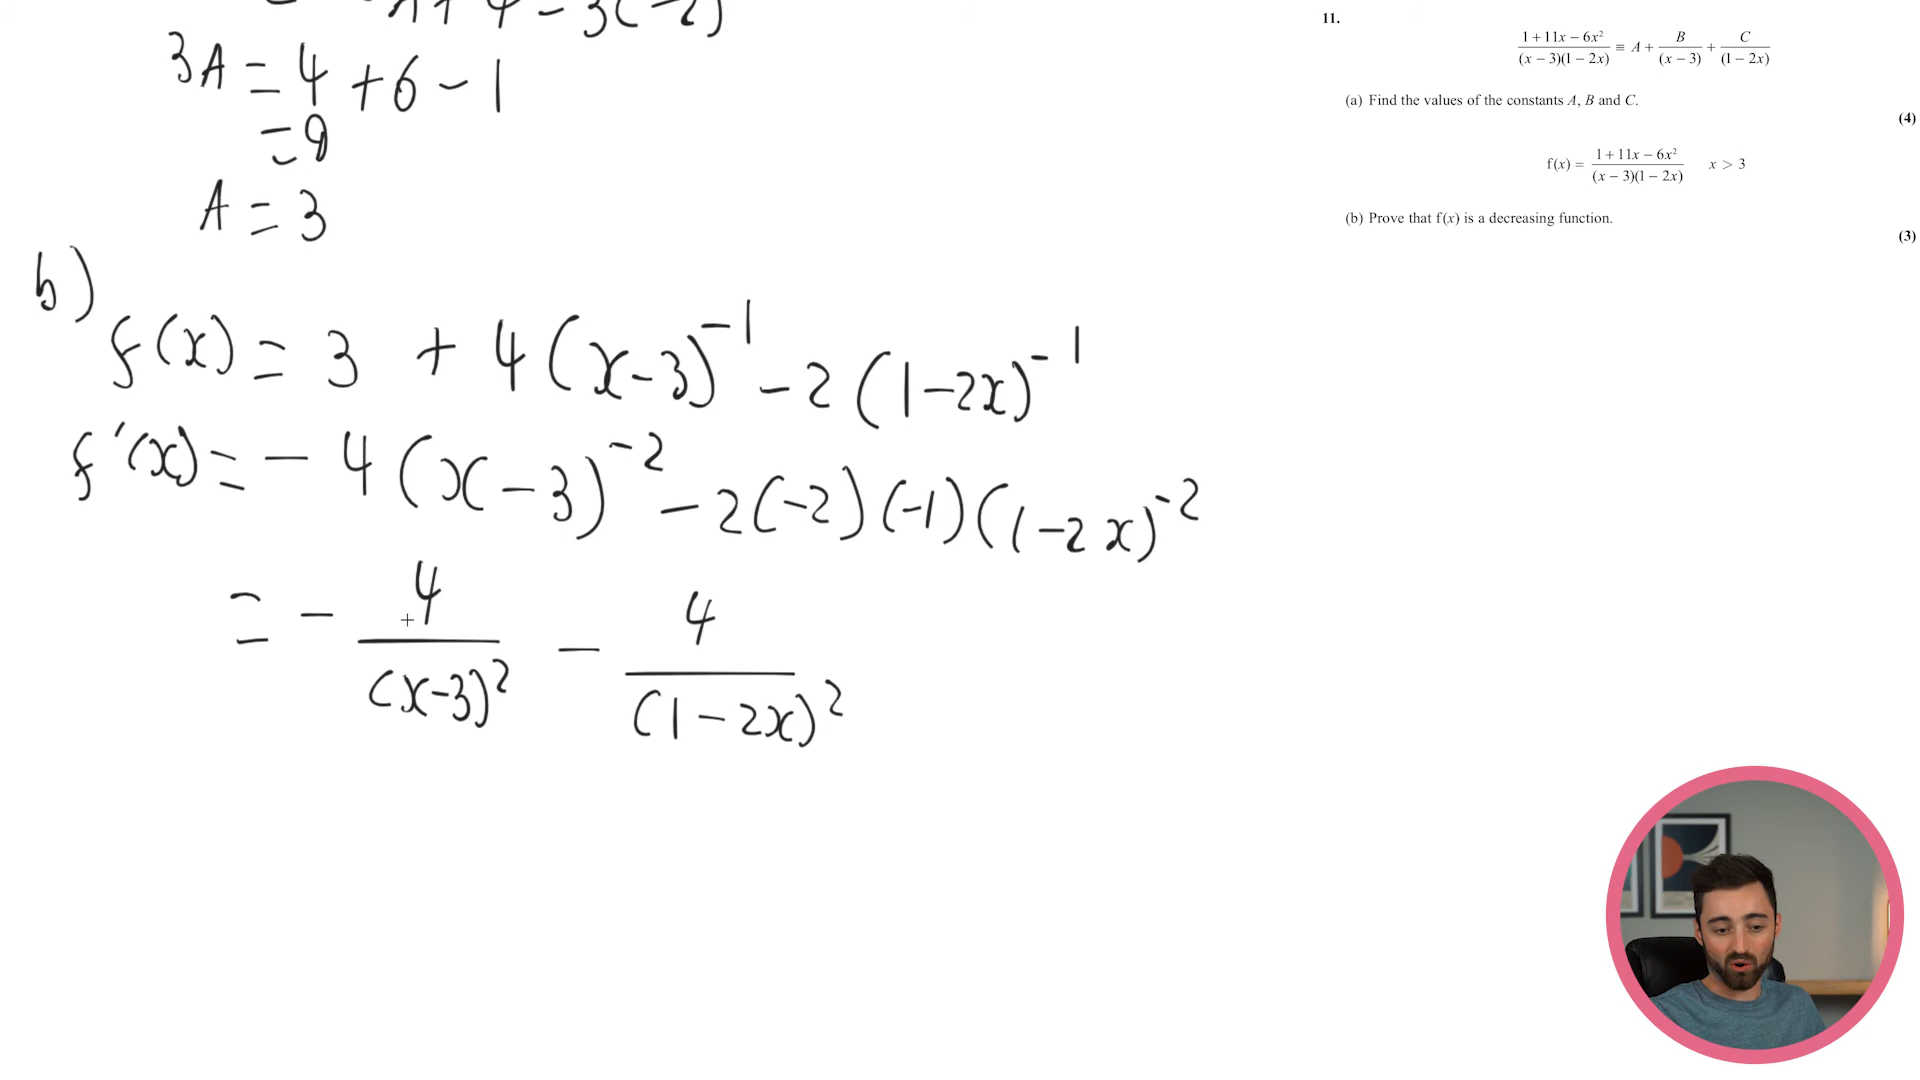 = -A + 4 - 3(-2)
3A = 4 + 6 - 1
= 9
A = 3
b)
f(x) = 3 + 4(x-3)⁻¹ - 2(1-2x)⁻¹
f'(x) = - 4(x-3)⁻² - 2(-2)(-1)(1-2x)⁻²
= - 4/(x-3)² - 4/(1-2x)²
11.
(1 + 11x − 6x²)/((x − 3)(1 − 2x)) ≡ A + B/(x − 3) + C/(1 − 2x)
(a) Find the values of the constants A, B and C.
(4)
f(x) = (1 + 11x − 6x²)/((x − 3)(1 − 2x))   x > 3
(b) Prove that f(x) is a decreasing function.
(3)